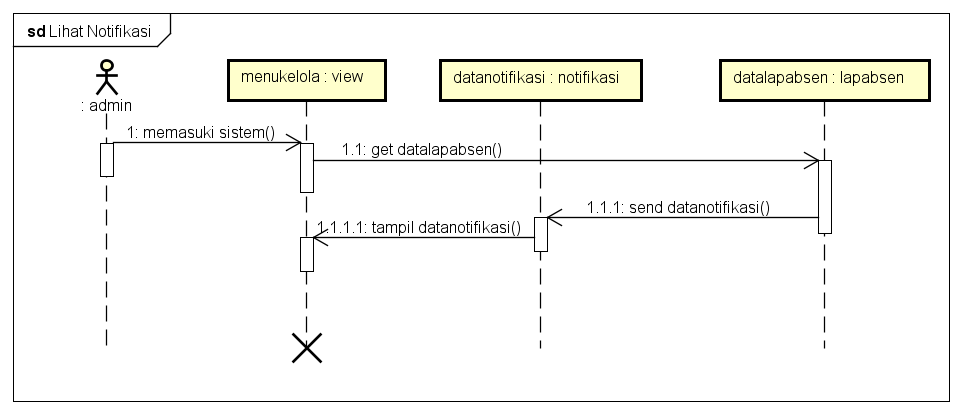 sd Lihat Notifikasi
: admin
menukelola : view
datanotifikasi : notifikasi
datalapabsen : lapabsen
1: memasuki sistem()
1.1: get datalapabsen()
1.1.1: send datanotifikasi()
1.1.1.1: tampil datanotifikasi()